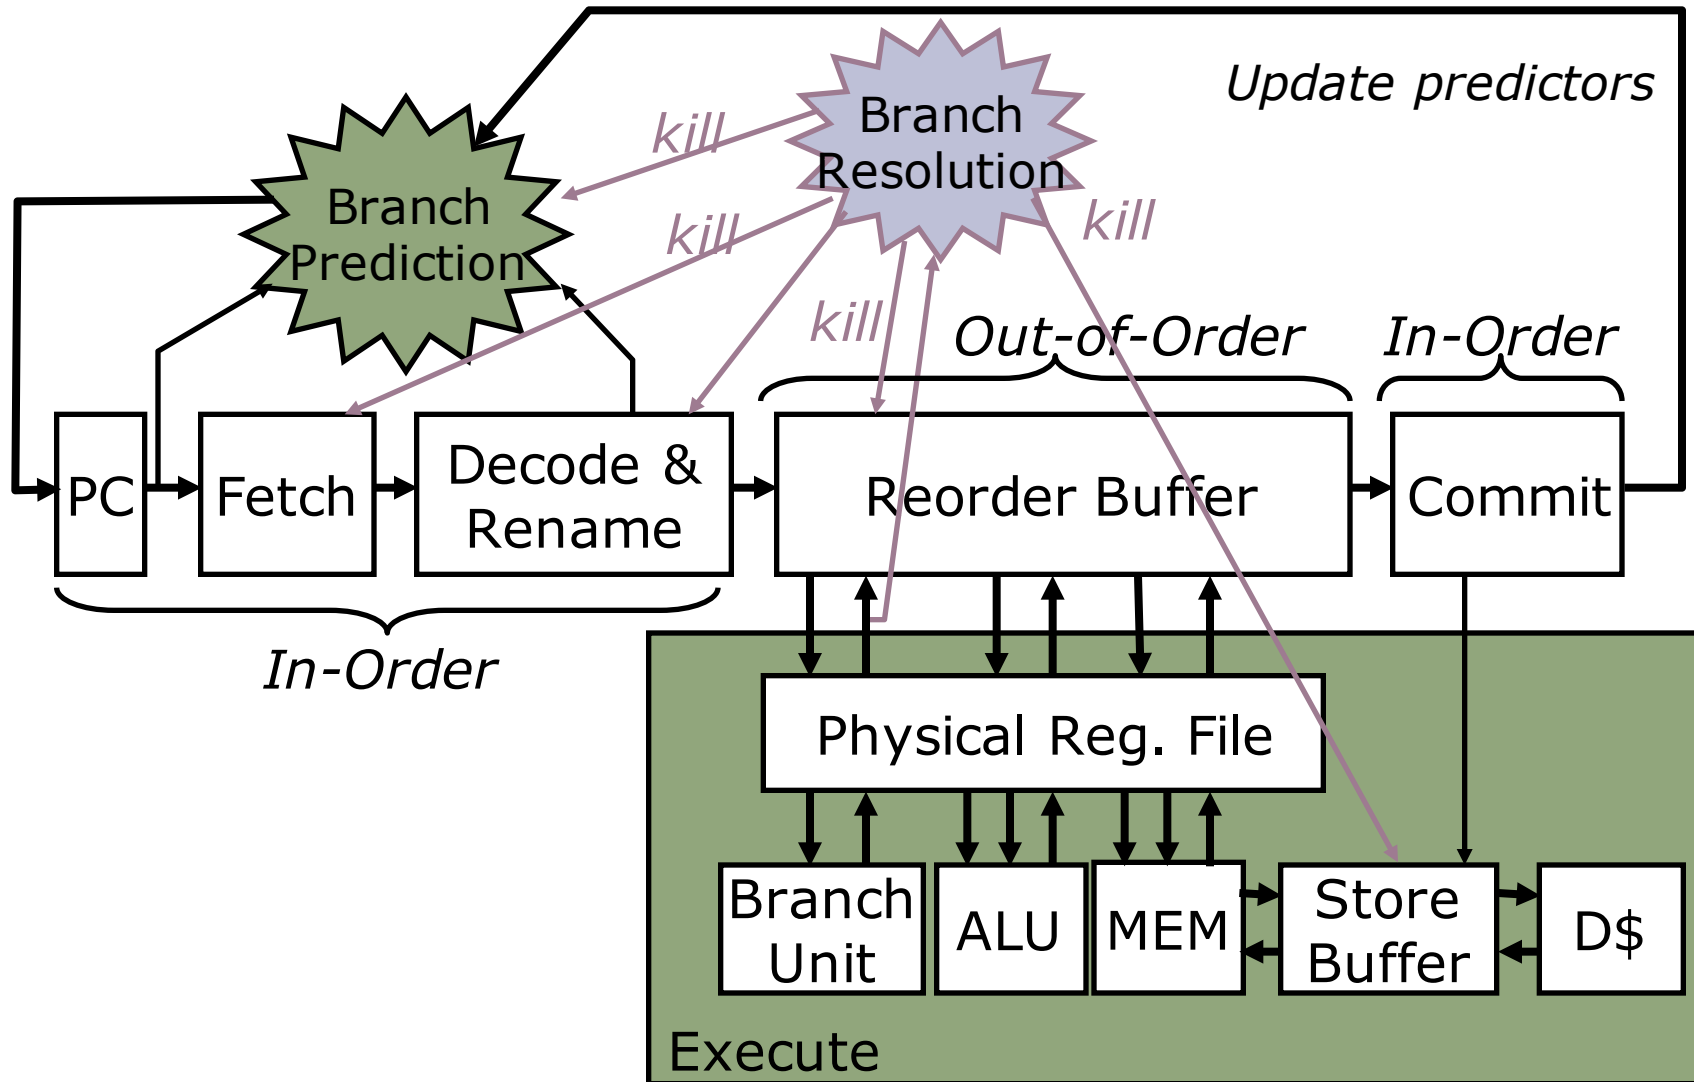 Update predictors
Branch
Resolution
kill
Branch
Prediction
kill
kill
kill
Out-of-Order
In-Order
PC
Fetch
Decode &
Rename
Reorder Buffer
Commit
In-Order
Physical Reg. File
Branch
Unit
ALU
MEM
Store
Buffer
D$
Execute